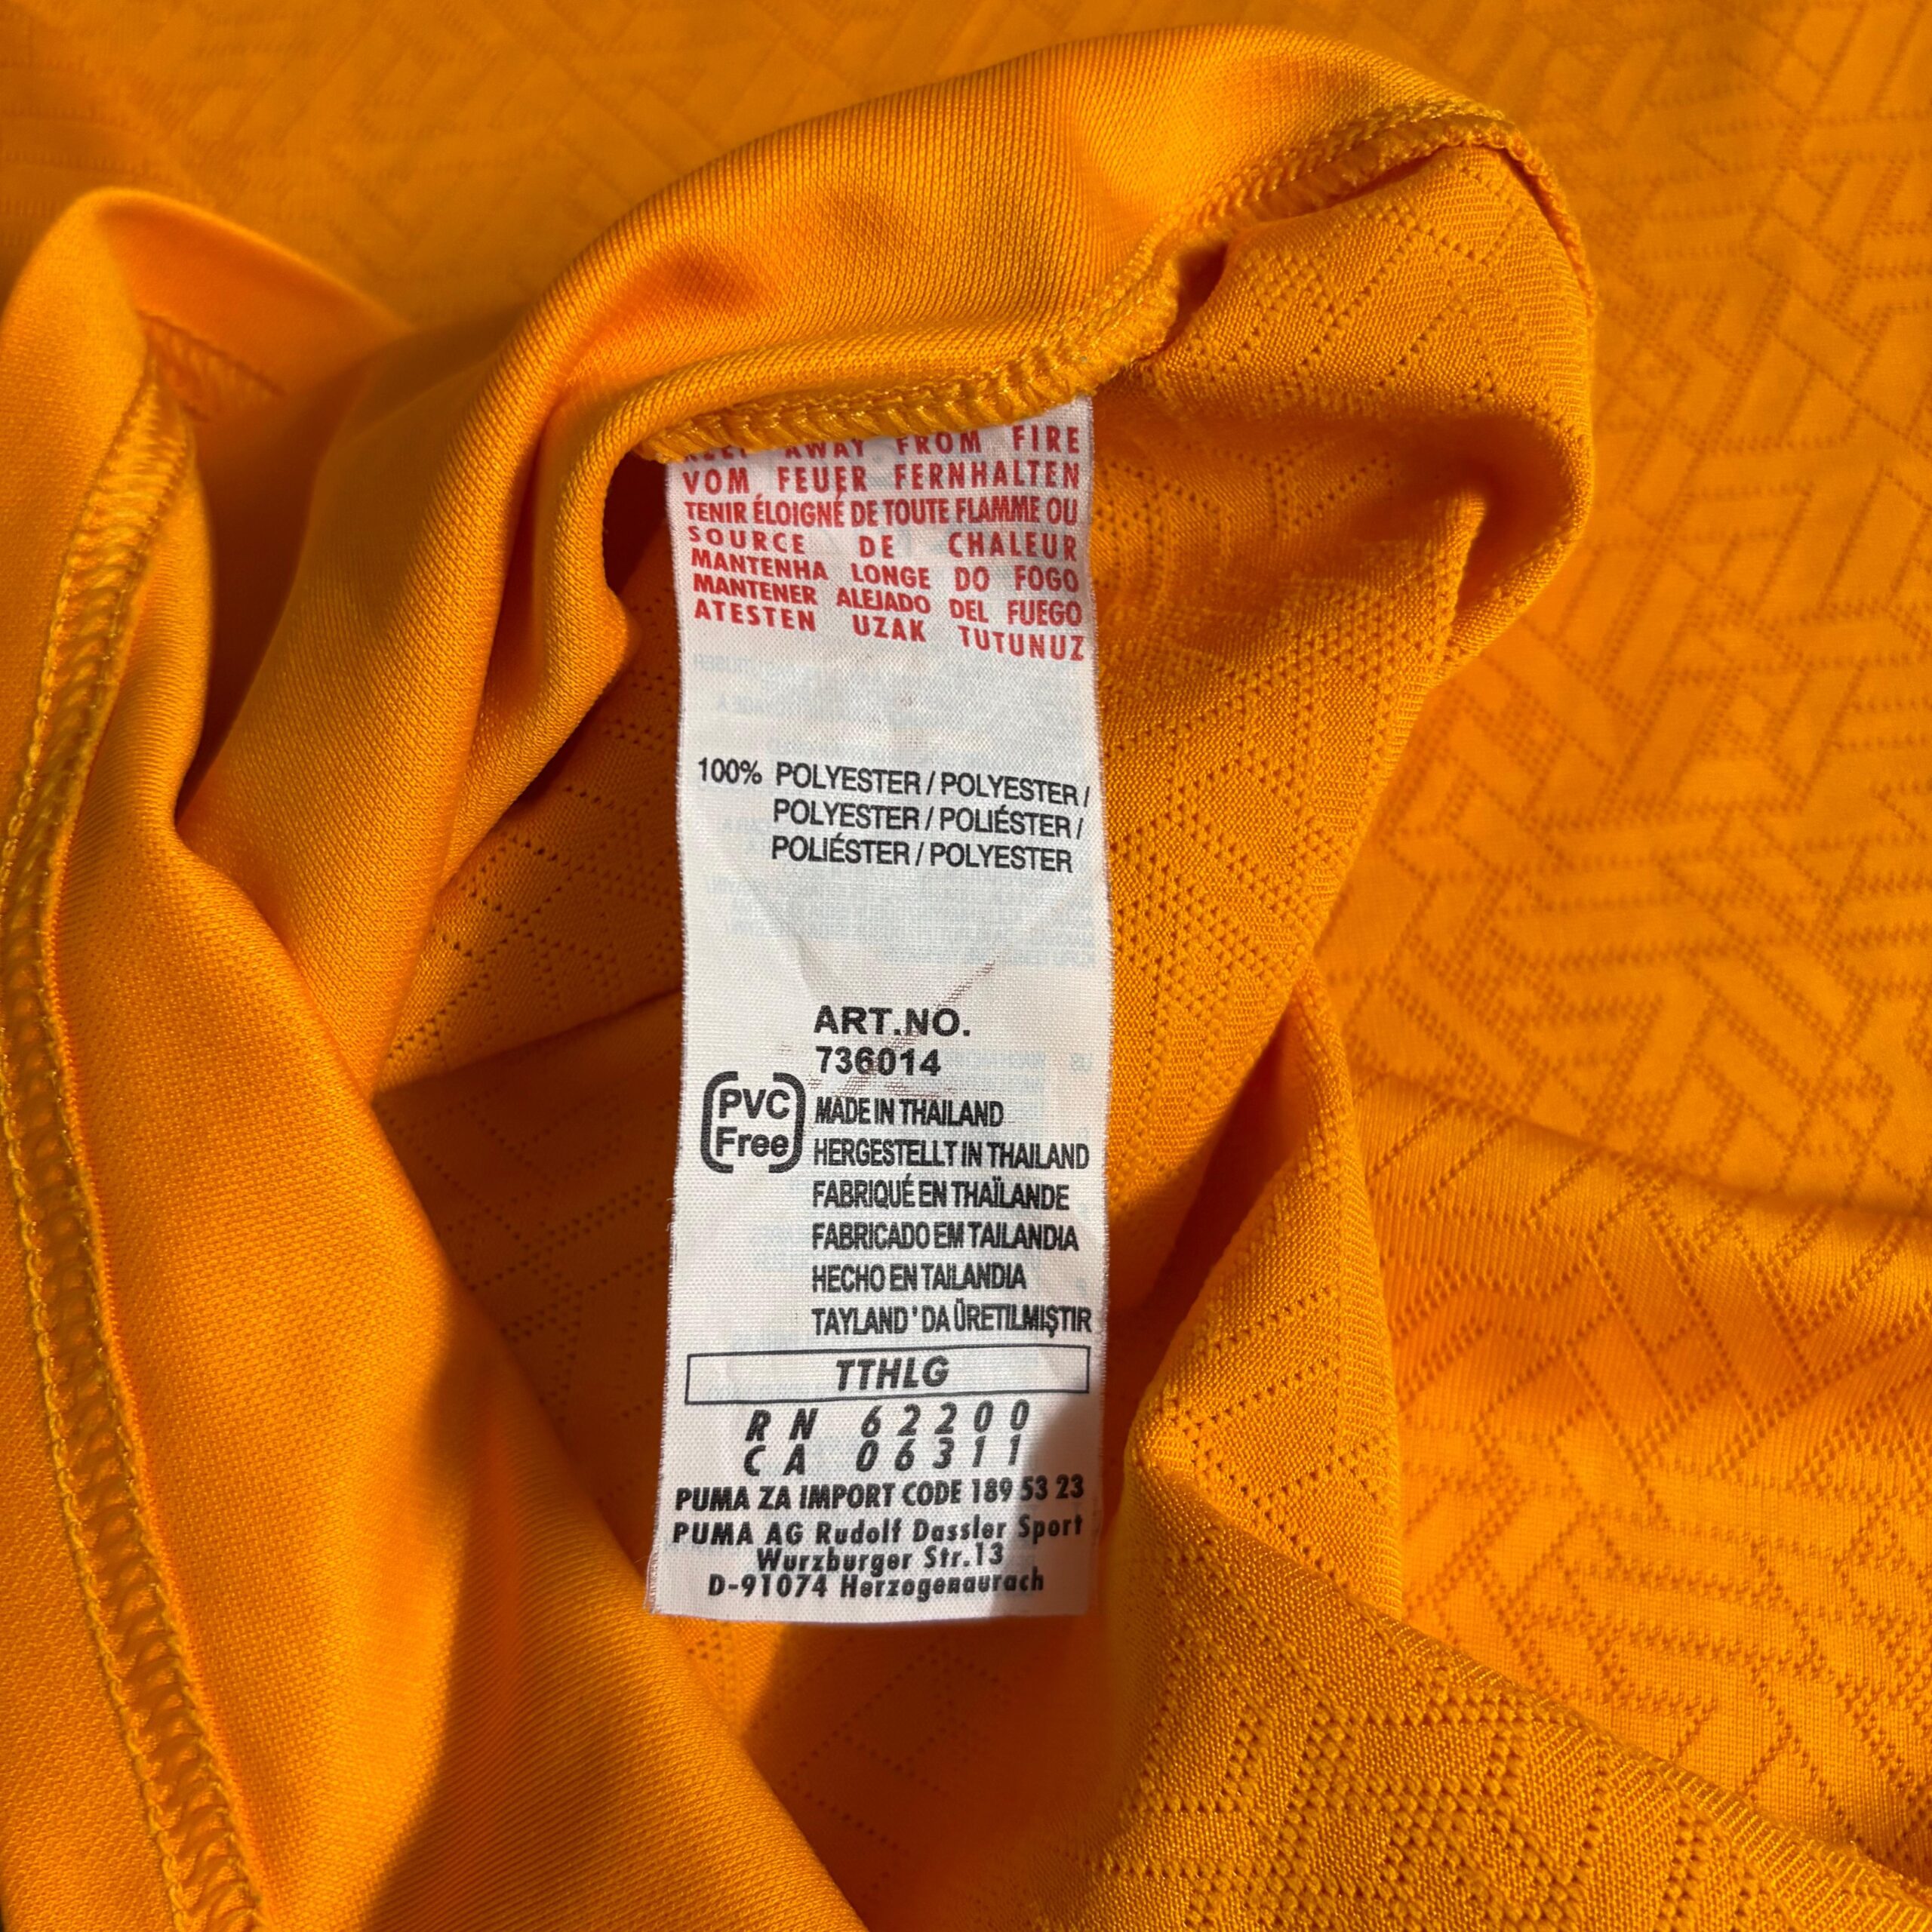 KEEP AWAY FROM FIRE
VOM FEUER FERNHALTEN
TENIR ÉLOIGNÉ DE TOUTE FLAMME OU
SOURCE DE CHALEUR
MANTENHA LONGE DO FOGO
MANTENER ALEJADO DEL FUEGO
ATESTEN UZAK TUTUNUZ
100% POLYESTER / POLYESTER /
POLYESTER / POLIÉSTER /
POLIÉSTER / POLYESTER
ART.NO.
736014
PVC
Free
MADE IN THAILAND
HERGESTELLT IN THAILAND
FABRIQUÉ EN THAÏLANDE
FABRICADO EM TAILANDIA
HECHO EN TAILANDIA
TAYLAND'DA ÜRETILMIŞTIR
TTHLG
RN 62200
CA 06311
PUMA ZA IMPORT CODE 189 53 23
PUMA AG Rudolf Dassler Sport
Wurzburger Str.13
D-91074 Herzogenaurach